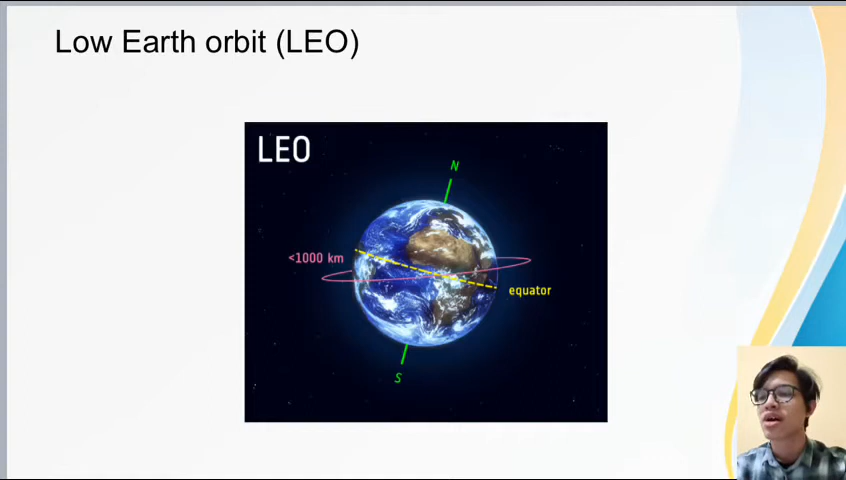 Low Earth orbit (LEO)
LEO
N
<1000 km
equator
S